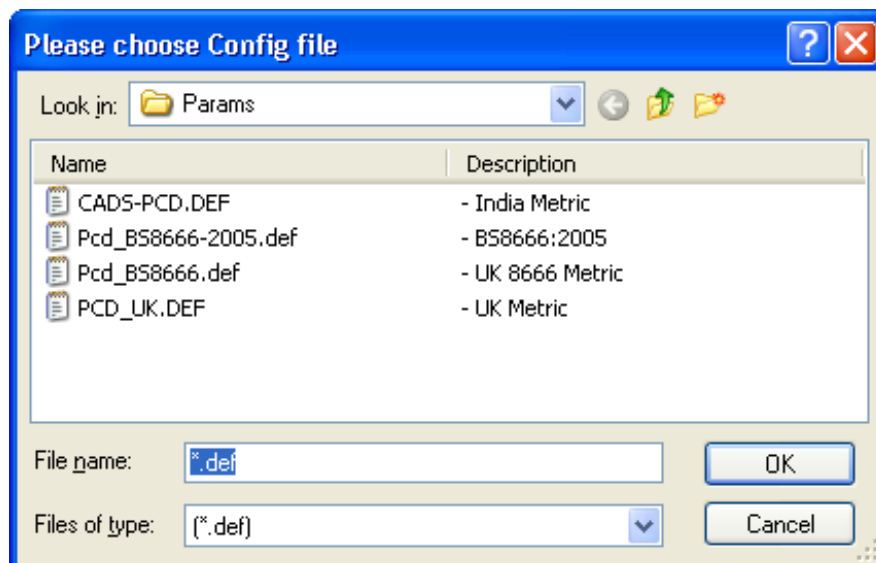 Please choose Config file
Look in: Params
Name Description
CADS-PCD.DEF - India Metric
Pcd_BS8666-2005.def - BS8666:2005
Pcd_BS8666.def - UK 8666 Metric
PCD_UK.DEF - UK Metric
File name: *.def OK
Files of type: (*.def) Cancel